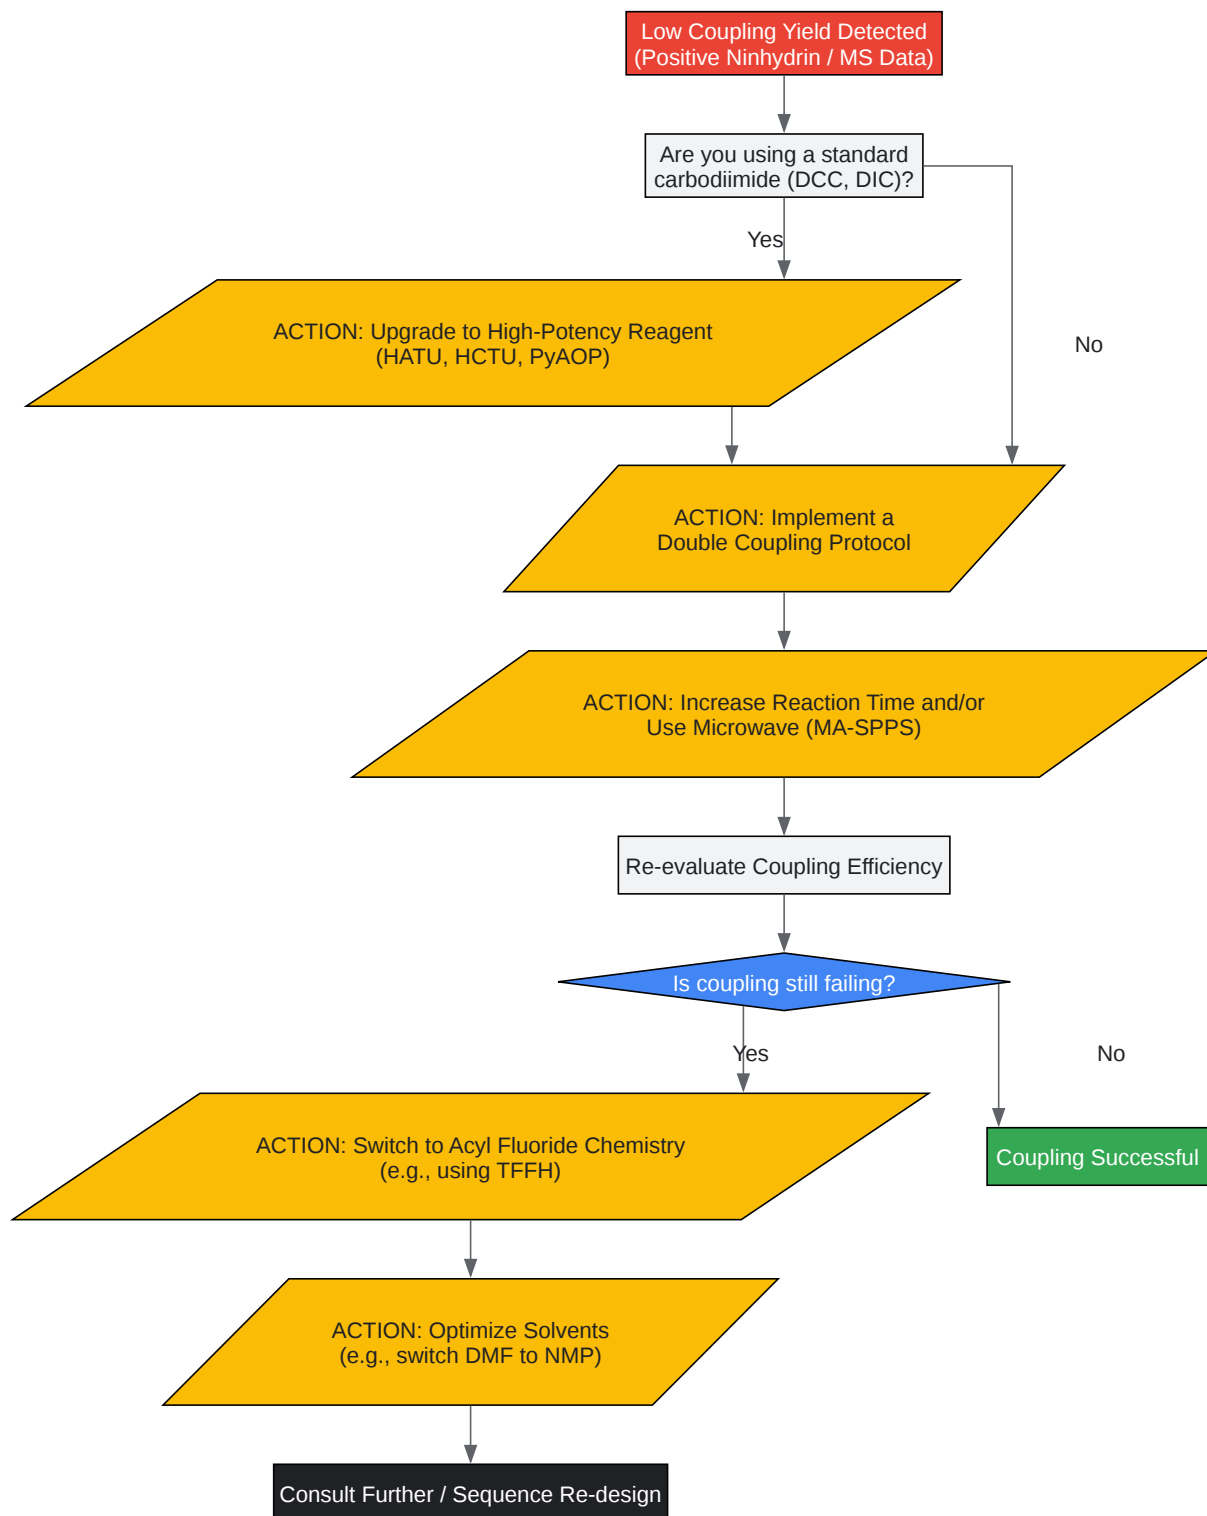 Low Coupling Yield Detected
(Positive Ninhydrin / MS Data)
Are you using a standard
carbodiimide (DCC, DIC)?
Yes
ACTION: Upgrade to High-Potency Reagent
(HATU, HCTU, PyAOP)
No
ACTION: Implement a
Double Coupling Protocol
ACTION: Increase Reaction Time and/or
Use Microwave (MA-SPPS)
Re-evaluate Coupling Efficiency
Is coupling still failing?
Yes
No
ACTION: Switch to Acyl Fluoride Chemistry
(e.g., using TFFH)
Coupling Successful
ACTION: Optimize Solvents
(e.g., switch DMF to NMP)
Consult Further / Sequence Re-design